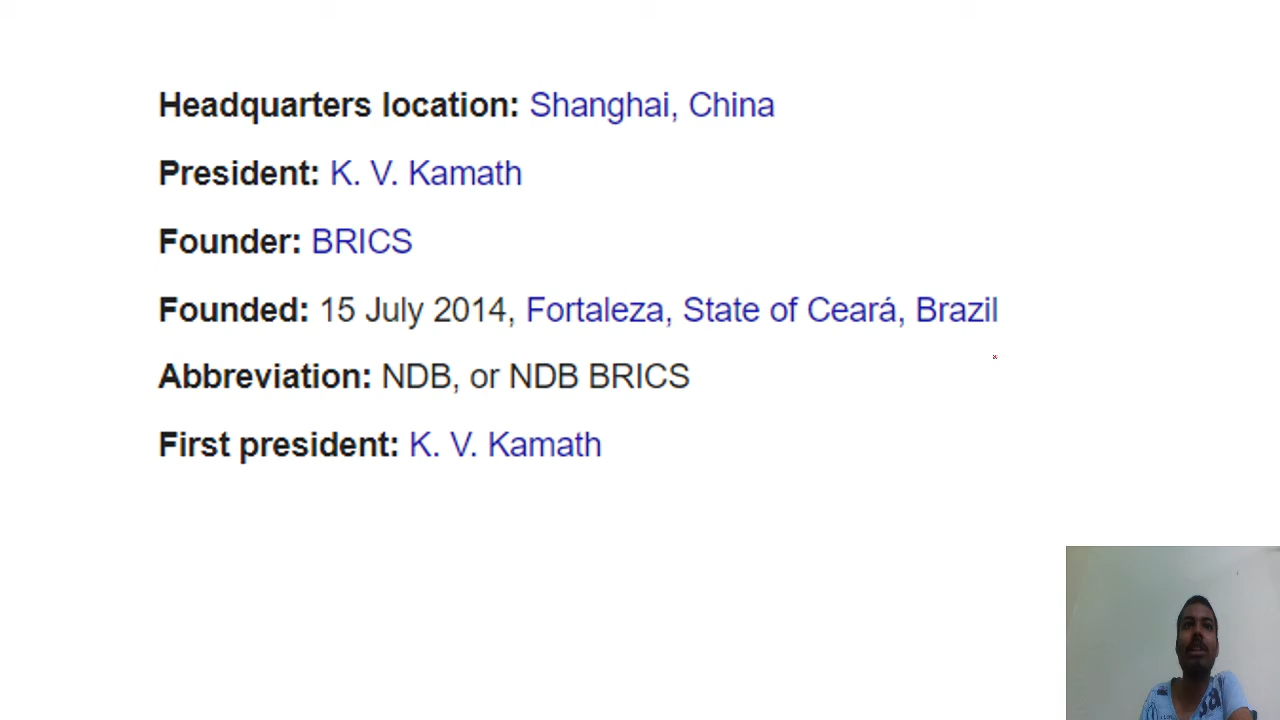 Headquarters location: Shanghai, China
President: K. V. Kamath
Founder: BRICS
Founded: 15 July 2014, Fortaleza, State of Ceará, Brazil
Abbreviation: NDB, or NDB BRICS
First president: K. V. Kamath